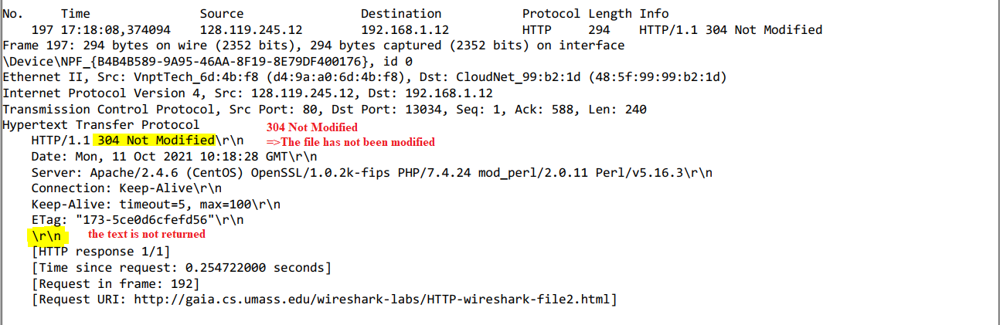 No. Time Source Destination Protocol Length Info
197 17:18:08,374094 128.119.245.12 192.168.1.12 HTTP 294 HTTP/1.1 304 Not Modified
Frame 197: 294 bytes on wire (2352 bits), 294 bytes captured (2352 bits) on interface
\Device\NPF_{B4B4B589-9A95-46AA-8F19-8E79DF400176}, id 0
Ethernet II, Src: VnptTech_6d:4b:f8 (d4:9a:a0:6d:4b:f8), Dst: CloudNet_99:b2:1d (48:5f:99:99:b2:1d)
Internet Protocol Version 4, Src: 128.119.245.12, Dst: 192.168.1.12
Transmission Control Protocol, Src Port: 80, Dst Port: 13034, Seq: 1, Ack: 588, Len: 240
Hypertext Transfer Protocol
304 Not Modified
HTTP/1.1 304 Not Modified\r\n
=>The file has not been modified
Date: Mon, 11 Oct 2021 10:18:28 GMT\r\n
Server: Apache/2.4.6 (CentOS) OpenSSL/1.0.2k-fips PHP/7.4.24 mod_perl/2.0.11 Perl/v5.16.3\r\n
Connection: Keep-Alive\r\n
Keep-Alive: timeout=5, max=100\r\n
ETag: "173-5ce0d6cfefd56"\r\n
\r\n the text is not returned
[HTTP response 1/1]
[Time since request: 0.254722000 seconds]
[Request in frame: 192]
[Request URI: http://gaia.cs.umass.edu/wireshark-labs/HTTP-wireshark-file2.html]